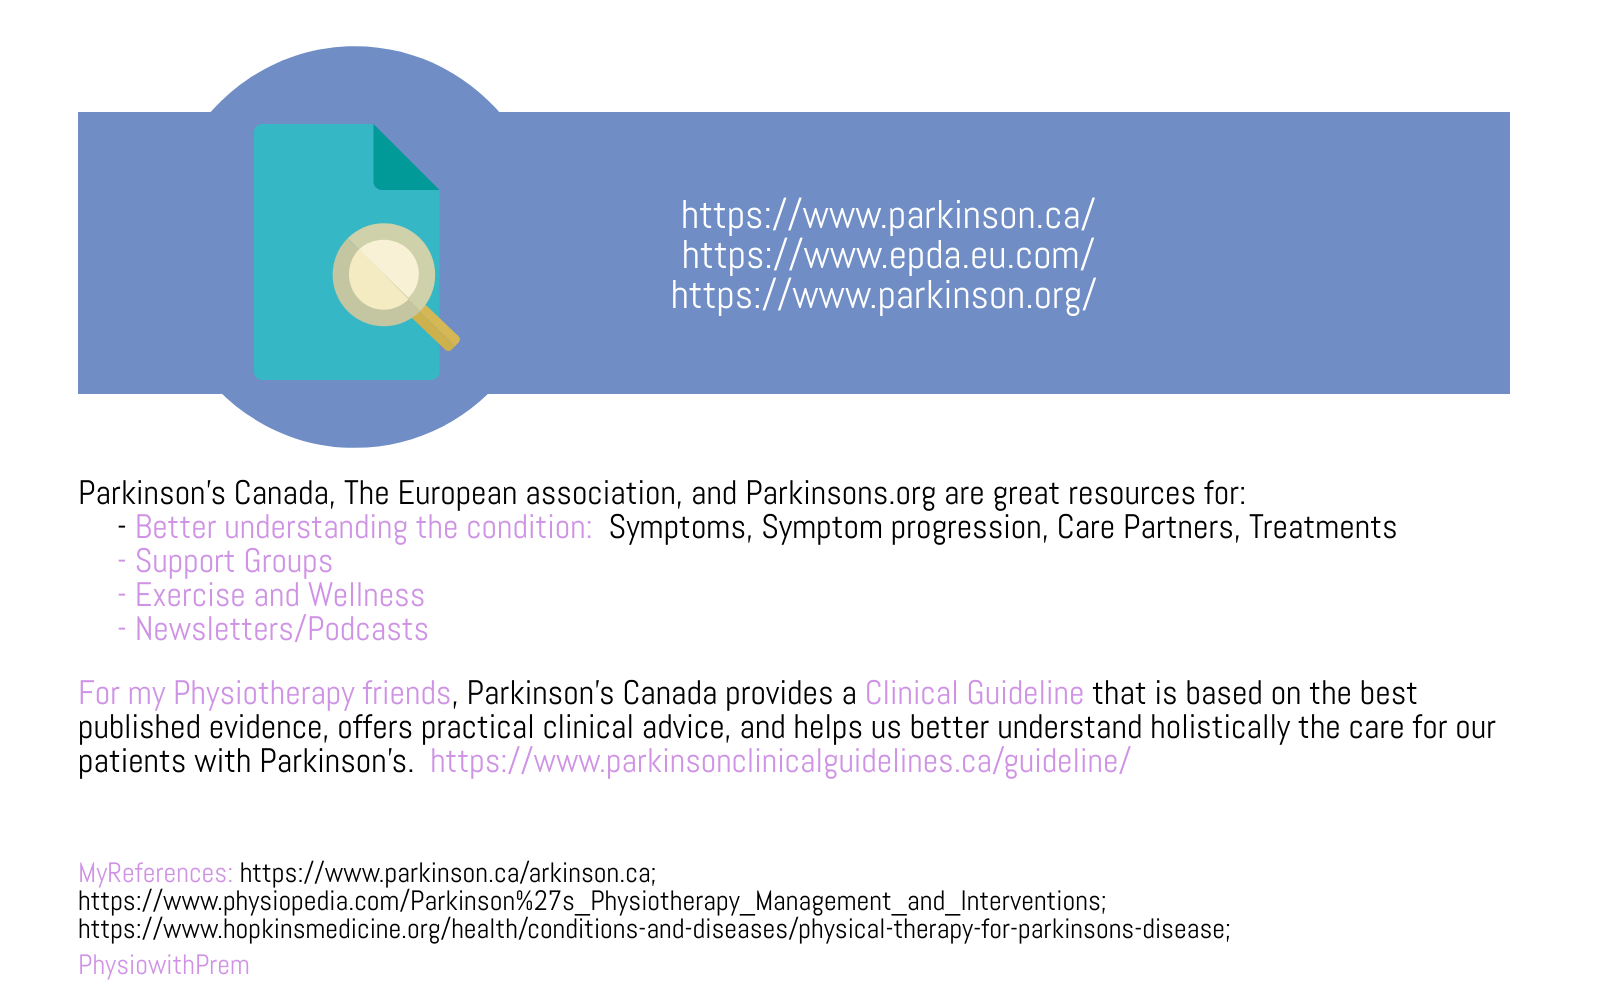 https://www.parkinson.ca/
https://www.epda.eu.com/
https://www.parkinson.org/
Parkinson's Canada, The European association, and Parkinsons.org are great resources for:
- Better understanding the condition: Symptoms, Symptom progression, Care Partners, Treatments
- Support Groups
- Exercise and Wellness
- Newsletters/Podcasts
For my Physiotherapy friends, Parkinson's Canada provides a Clinical Guideline that is based on the best
published evidence, offers practical clinical advice, and helps us better understand holistically the care for our
patients with Parkinson's. https://www.parkinsonclinicalguidelines.ca/guideline/
MyReferences: https://www.parkinson.ca/arkinson.ca;
https://www.physiopedia.com/Parkinson%27s_Physiotherapy_Management_and_Interventions;
https://www.hopkinsmedicine.org/health/conditions-and-diseases/physical-therapy-for-parkinsons-disease;
PhysiowithPrem